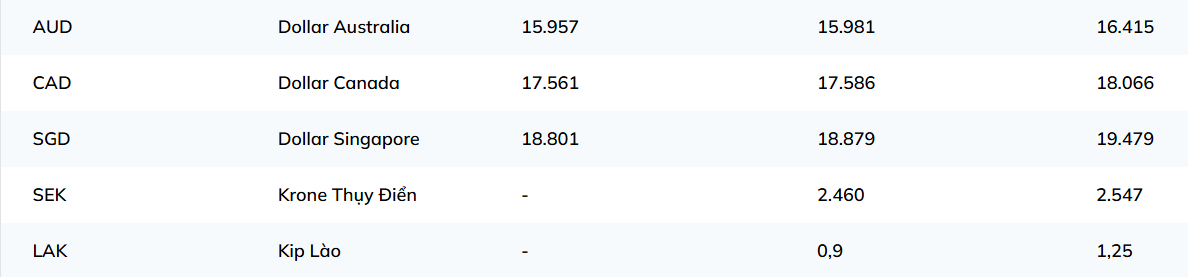 AUD Dollar Australia 15.957 15.981 16.415
CAD Dollar Canada 17.561 17.586 18.066
SGD Dollar Singapore 18.801 18.879 19.479
SEK Krone Thụy Điển - 2.460 2.547
LAK Kip Lào - 0,9 1,25